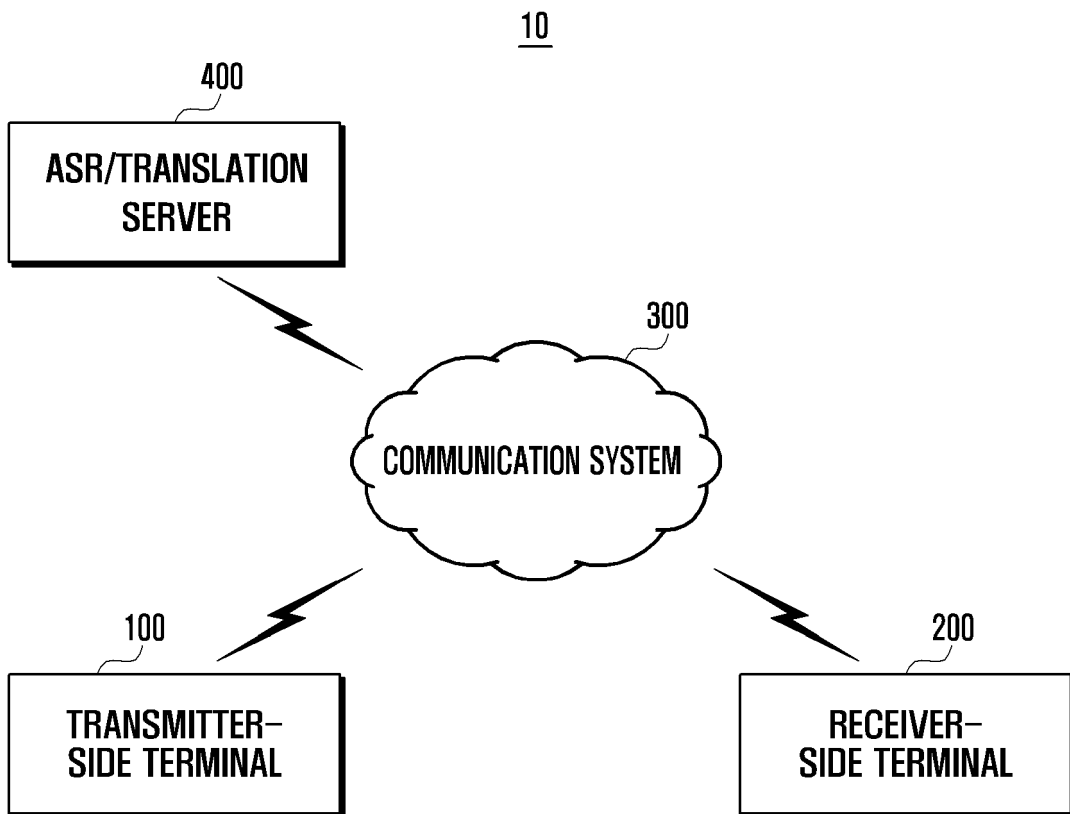 10
400
ASR/TRANSLATION
SERVER
300
COMMUNICATION SYSTEM
100
TRANSMITTER-
SIDE TERMINAL
200
RECEIVER-
SIDE TERMINAL